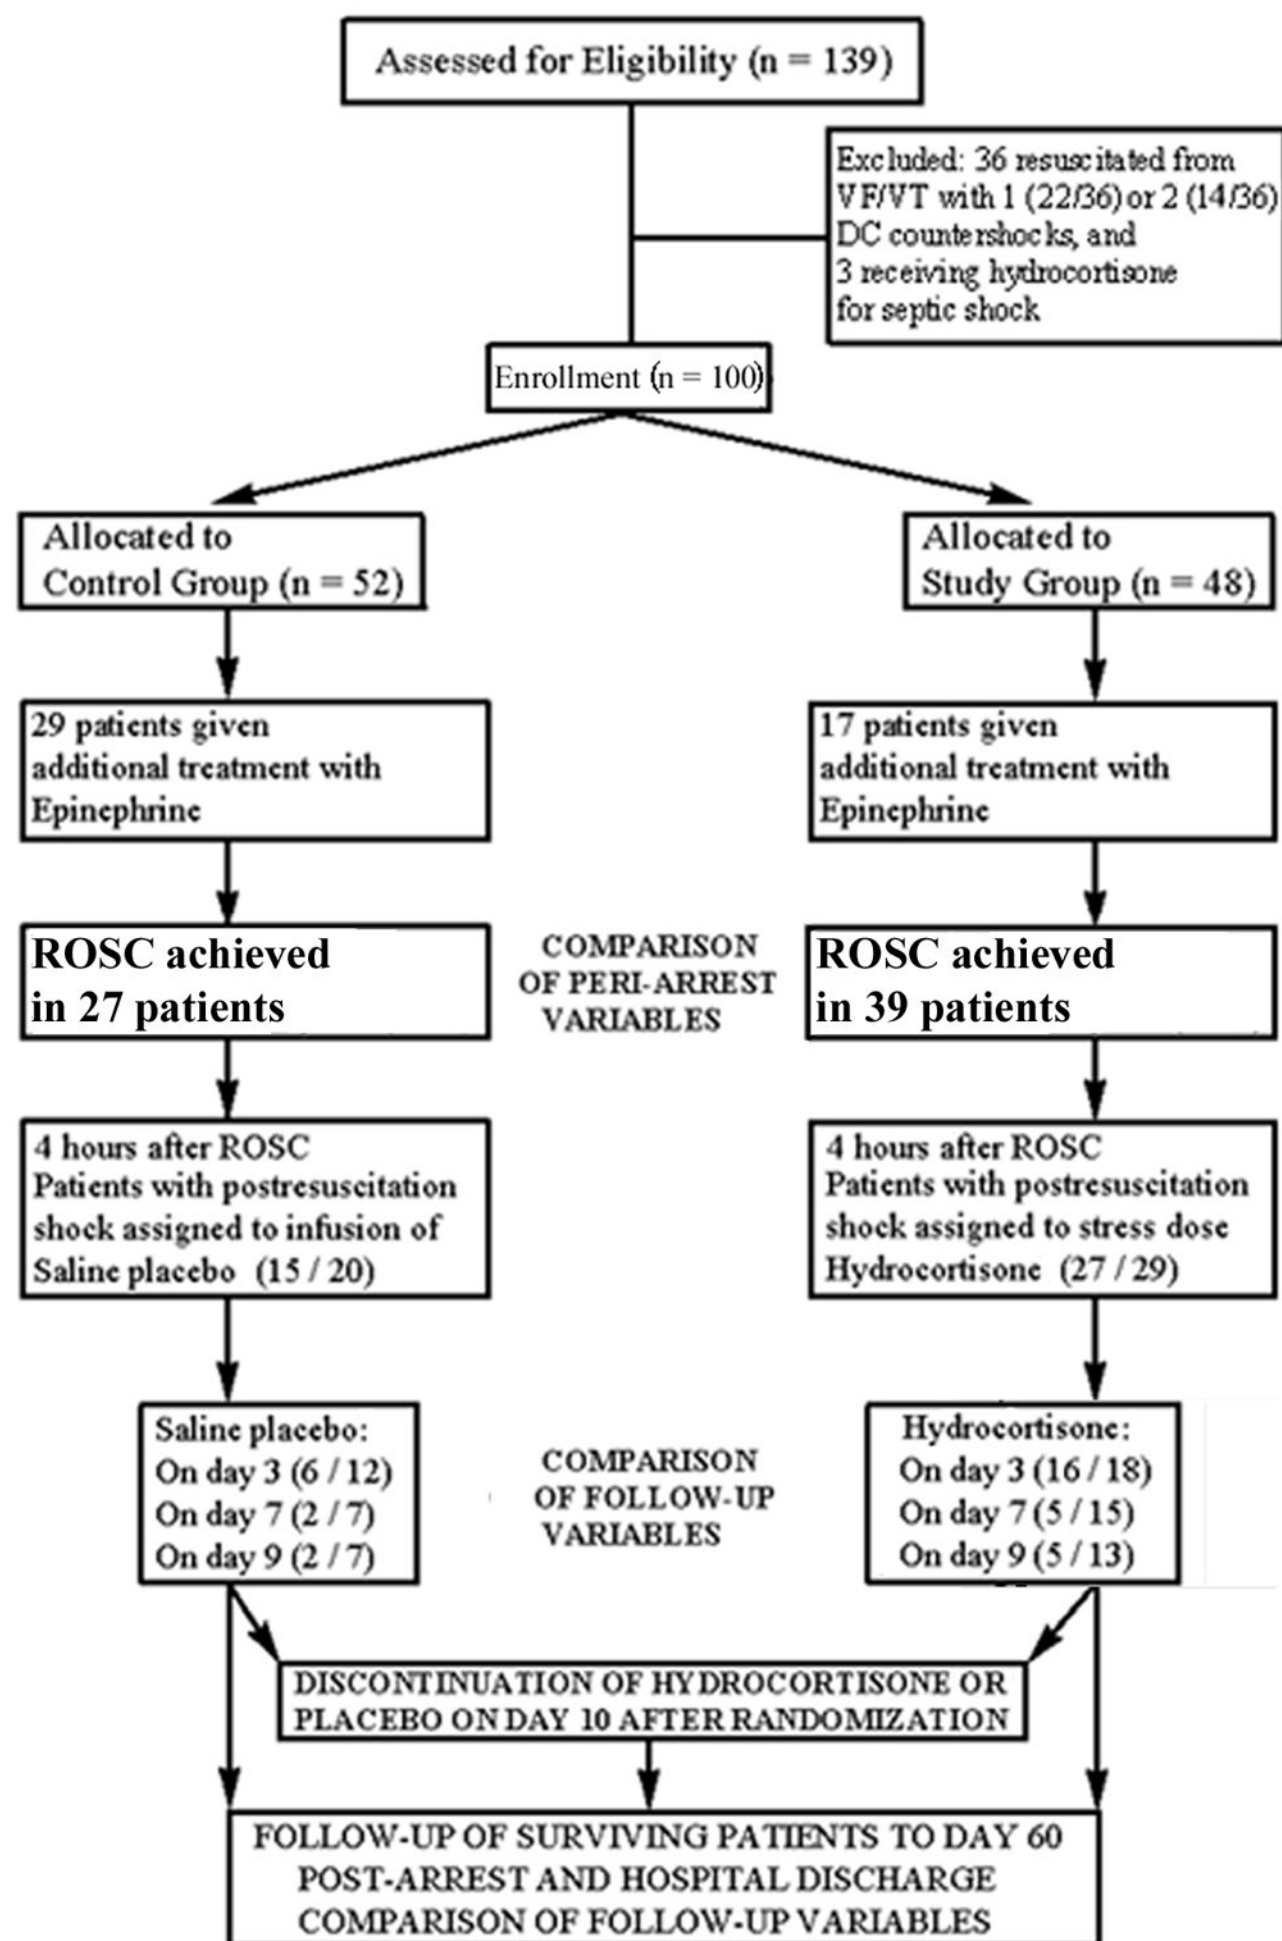 Assessed for Eligibility (n = 139)
Excluded: 36 resuscitated from
VF/VT with 1 (22/36) or 2 (14/36)
DC countershocks, and
3 receiving hydrocortisone
for septic shock
Enrollment (n = 100)
Allocated to
Control Group (n = 52)
Allocated to
Study Group (n = 48)
29 patients given
additional treatment with
Epinephrine
17 patients given
additional treatment with
Epinephrine
ROSC achieved
in 27 patients
COMPARISON
OF PERI-ARREST
VARIABLES
ROSC achieved
in 39 patients
4 hours after ROSC
Patients with postresuscitation
shock assigned to infusion of
Saline placebo (15 / 20)
4 hours after ROSC
Patients with postresuscitation
shock assigned to stress dose
Hydrocortisone (27 / 29)
Saline placebo:
On day 3 (6 / 12)
On day 7 (2 / 7)
On day 9 (2 / 7)
COMPARISON
OF FOLLOW-UP
VARIABLES
Hydrocortisone:
On day 3 (16 / 18)
On day 7 (5 / 15)
On day 9 (5 / 13)
DISCONTINUATION OF HYDROCORTISONE OR
PLACEBO ON DAY 10 AFTER RANDOMIZATION
FOLLOW-UP OF SURVIVING PATIENTS TO DAY 60
POST-ARREST AND HOSPITAL DISCHARGE
COMPARISON OF FOLLOW-UP VARIABLES